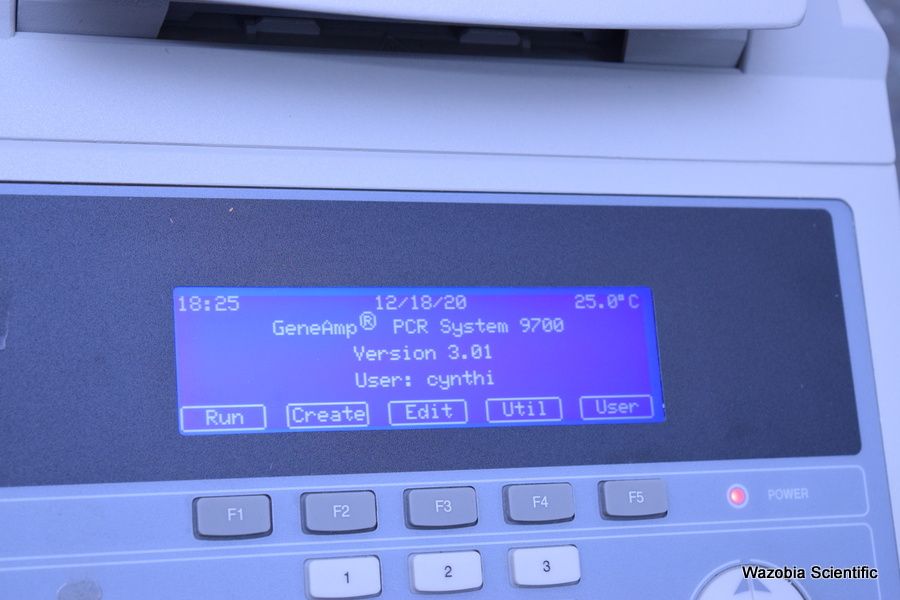 18:25 12/18/20 25.0°C
GeneAmp® PCR System 9700
Version 3.01
User: cynthi
Run Create Edit Util User
F1 F2 F3 F4 F5 POWER
1 2 3
Wazobia Scientific